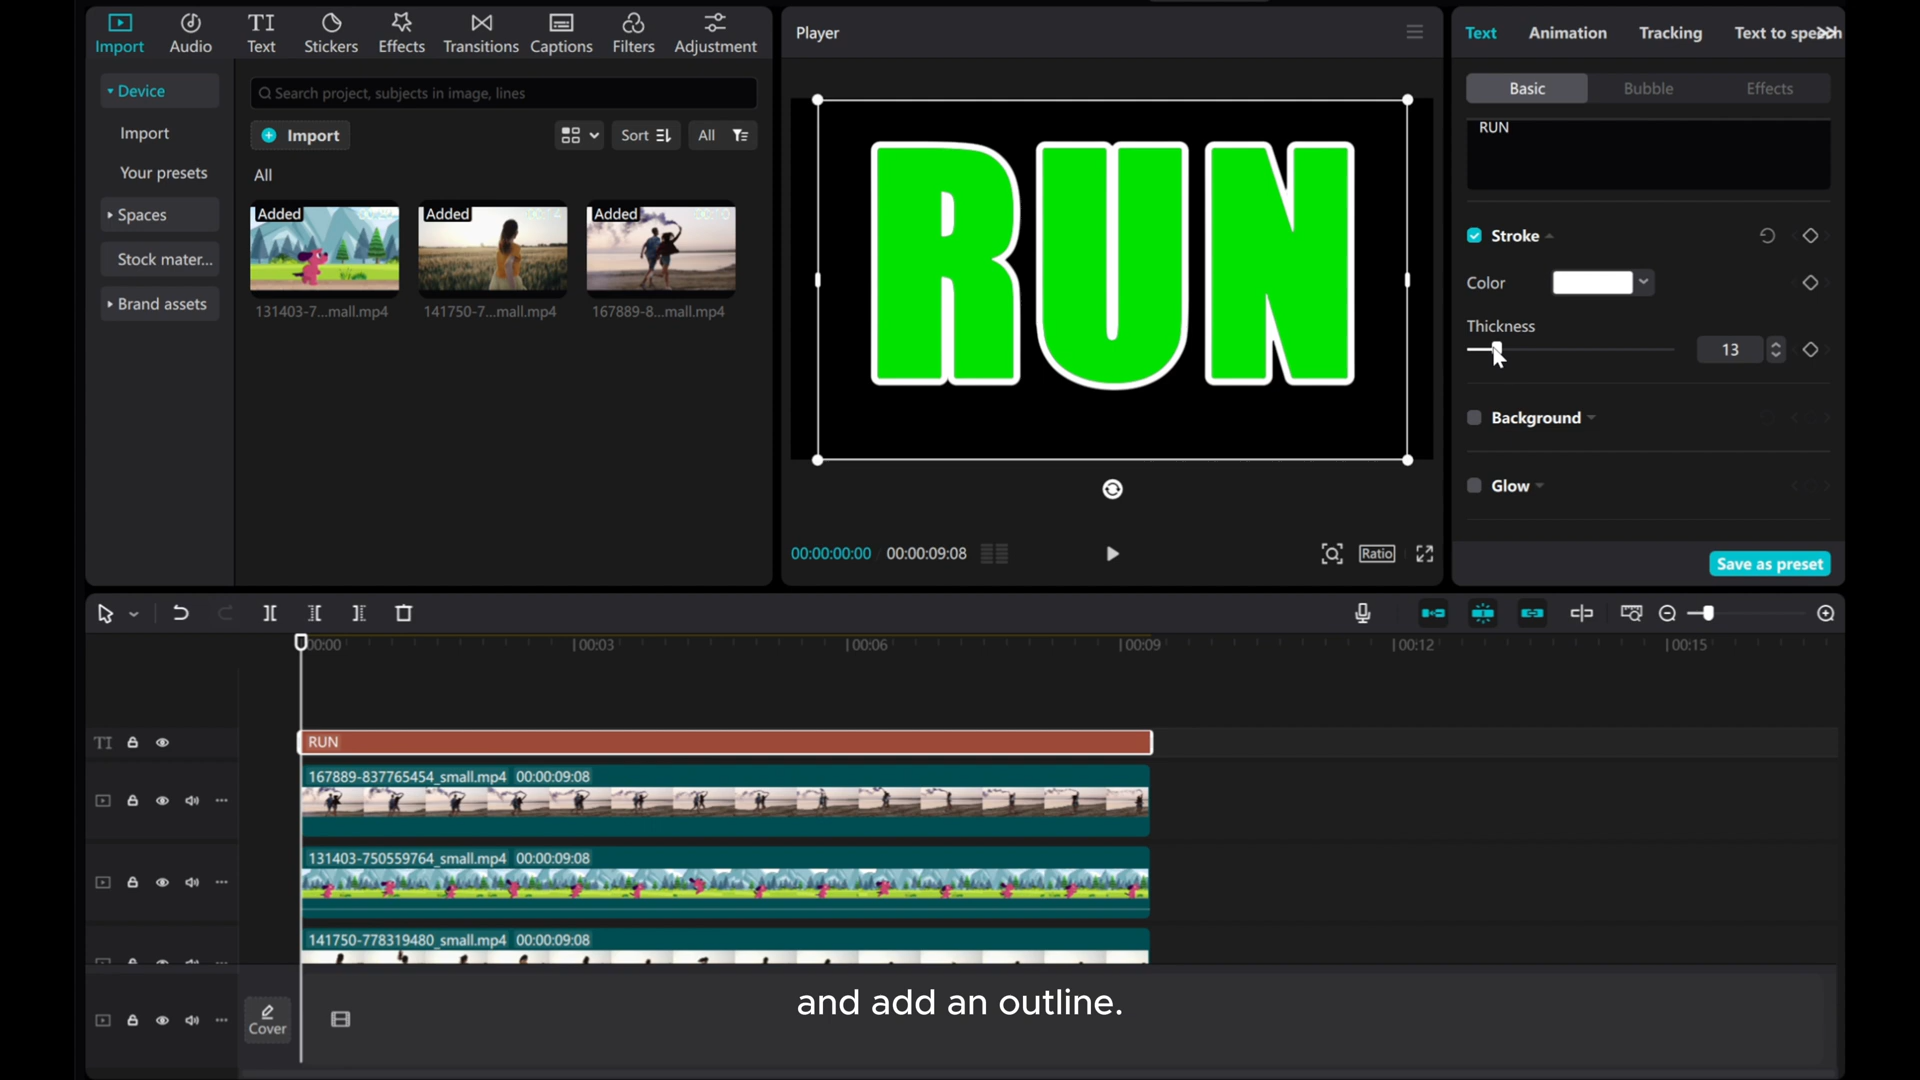 Import
Audio
Text
Stickers
Effects
Transitions
Captions
Filters
Adjustment
Device
Import
Your presets
Spaces
Stock mater...
Brand assets
Search project, subjects in image, lines
Import
Sort
All
All
Added
131403-7...mall.mp4
Added
141750-7...mall.mp4
Added
167889-8...mall.mp4
Player
RUN
00:00:00:00
00:00:09:08
Ratio
Text
Animation
Tracking
Text to speech
Basic
Bubble
Effects
RUN
Stroke
Color
Thickness
13
Background
Glow
Save as preset
00:00
00:03
00:06
00:09
00:12
00:15
TI
RUN
167889-837765454_small.mp4 00:00:09:08
131403-750559764_small.mp4 00:00:09:08
141750-778319480_small.mp4 00:00:09:08
Cover
and add an outline.